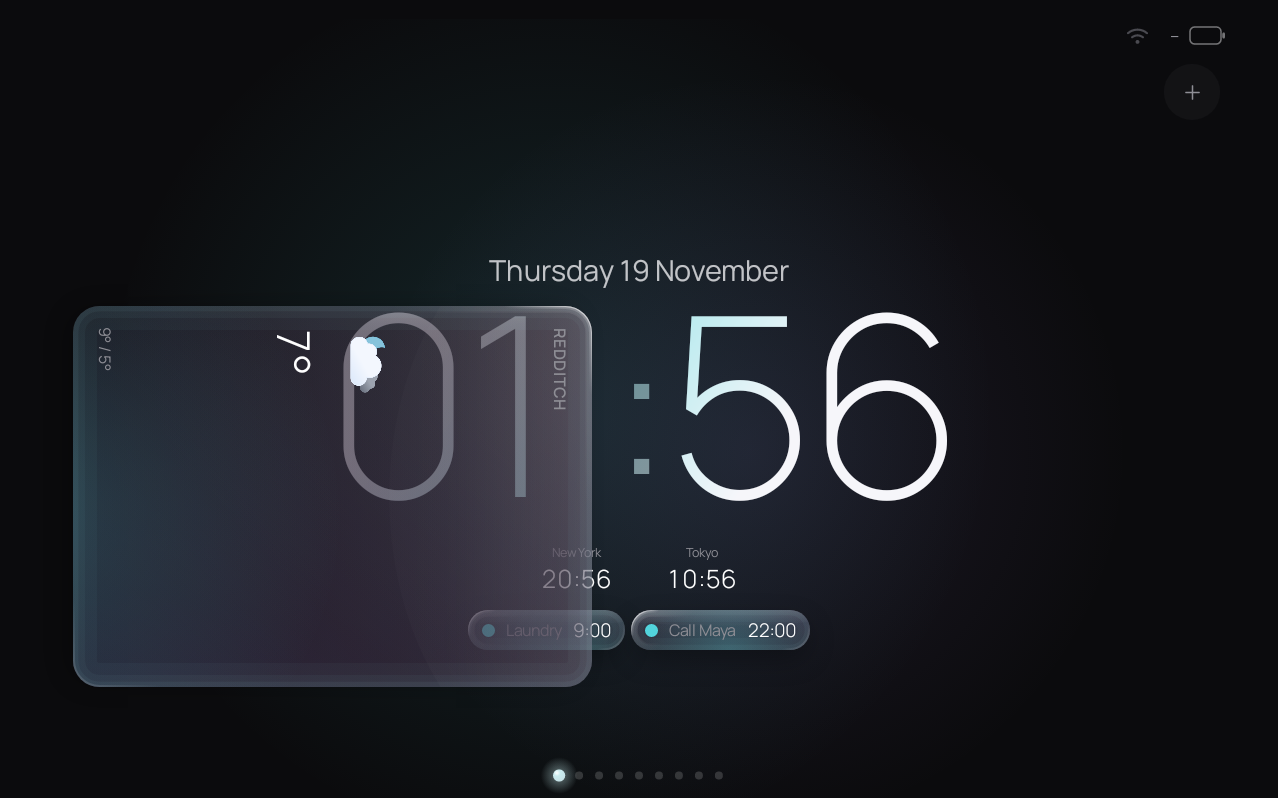 –
Thursday 19 November
01:56
REDDITCH
7°
9° / 5°
New York
20:56
Tokyo
10:56
Laundry 9:00
Call Maya 22:00